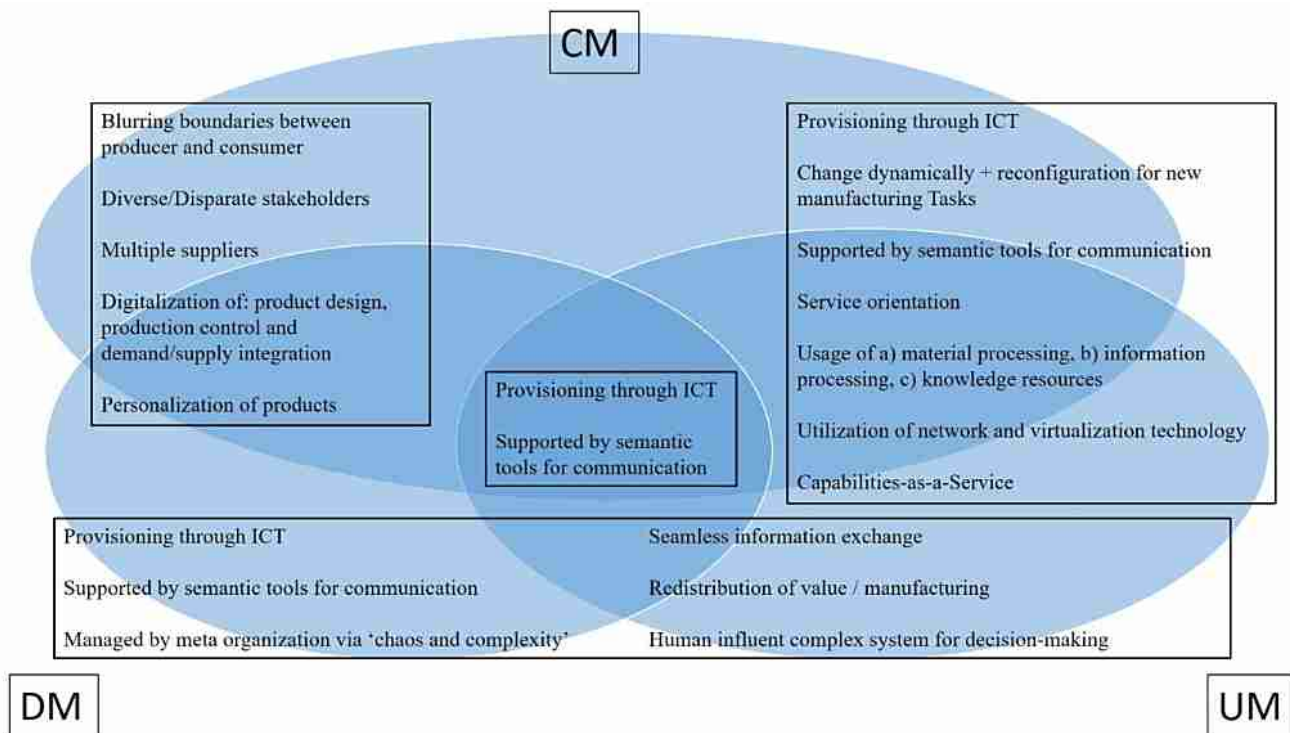 CM
Blurring boundaries between
producer and consumer
Diverse/Disparate stakeholders
Multiple suppliers
Digitalization of: product design,
production control and
demand/supply integration
Personalization of products
Provisioning through ICT
Change dynamically + reconfiguration for new
manufacturing Tasks
Supported by semantic tools for communication
Service orientation
Usage of a) material processing, b) information
processing, c) knowledge resources
Utilization of network and virtualization technology
Capabilities-as-a-Service
Provisioning through ICT
Supported by semantic
tools for communication
Provisioning through ICT
Supported by semantic tools for communication
Managed by meta organization via ‘chaos and complexity’
Seamless information exchange
Redistribution of value / manufacturing
Human influent complex system for decision-making
DM
UM